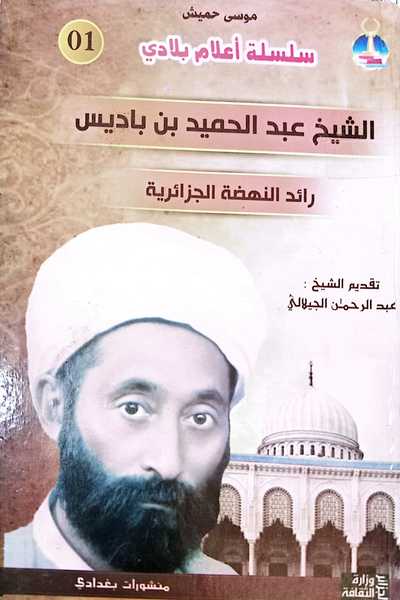 موسى حميش
01
سلسلة أعلام بلادي
الشيخ عبد الحميد بن باديس
رائد النهضة الجزائرية
تقديم الشيخ :
عبد الرحمن الجيلالي
منشورات بغدادي
وزارة
الثقافة